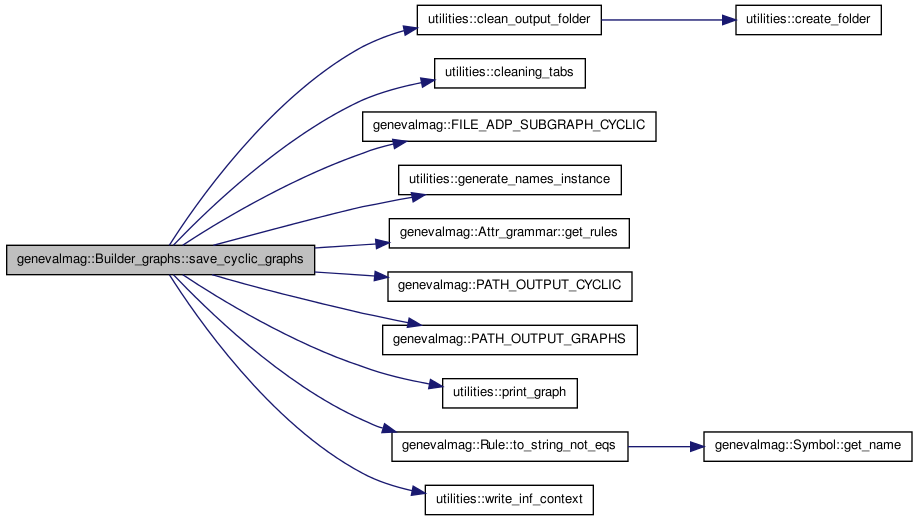 utilities::clean_output_folder
utilities::create_folder
utilities::cleaning_tabs
genevalmag::FILE_ADP_SUBGRAPH_CYCLIC
utilities::generate_names_instance
genevalmag::Attr_grammar::get_rules
genevalmag::Builder_graphs::save_cyclic_graphs
genevalmag::PATH_OUTPUT_CYCLIC
genevalmag::PATH_OUTPUT_GRAPHS
utilities::print_graph
genevalmag::Rule::to_string_not_eqs
genevalmag::Symbol::get_name
utilities::write_inf_context